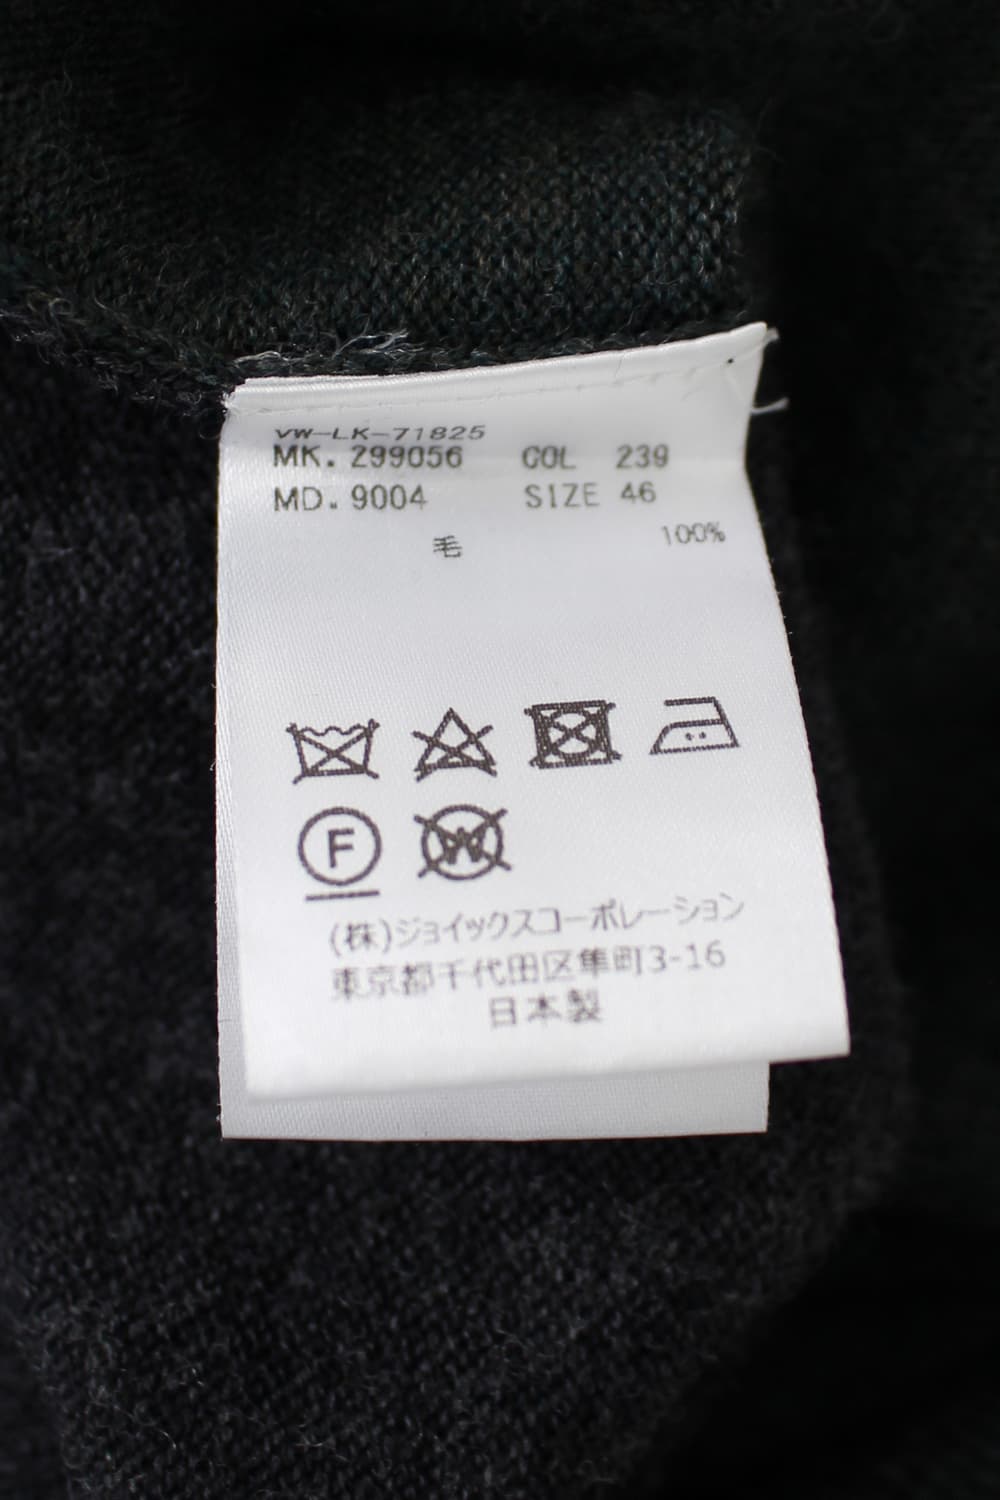 VW-LK-71825
MK. Z99056 COL 239
MD. 9004 SIZE 46
毛 100%
F W
(株)ジョイックスコーポレーション
東京都千代田区隼町3-16
日本製